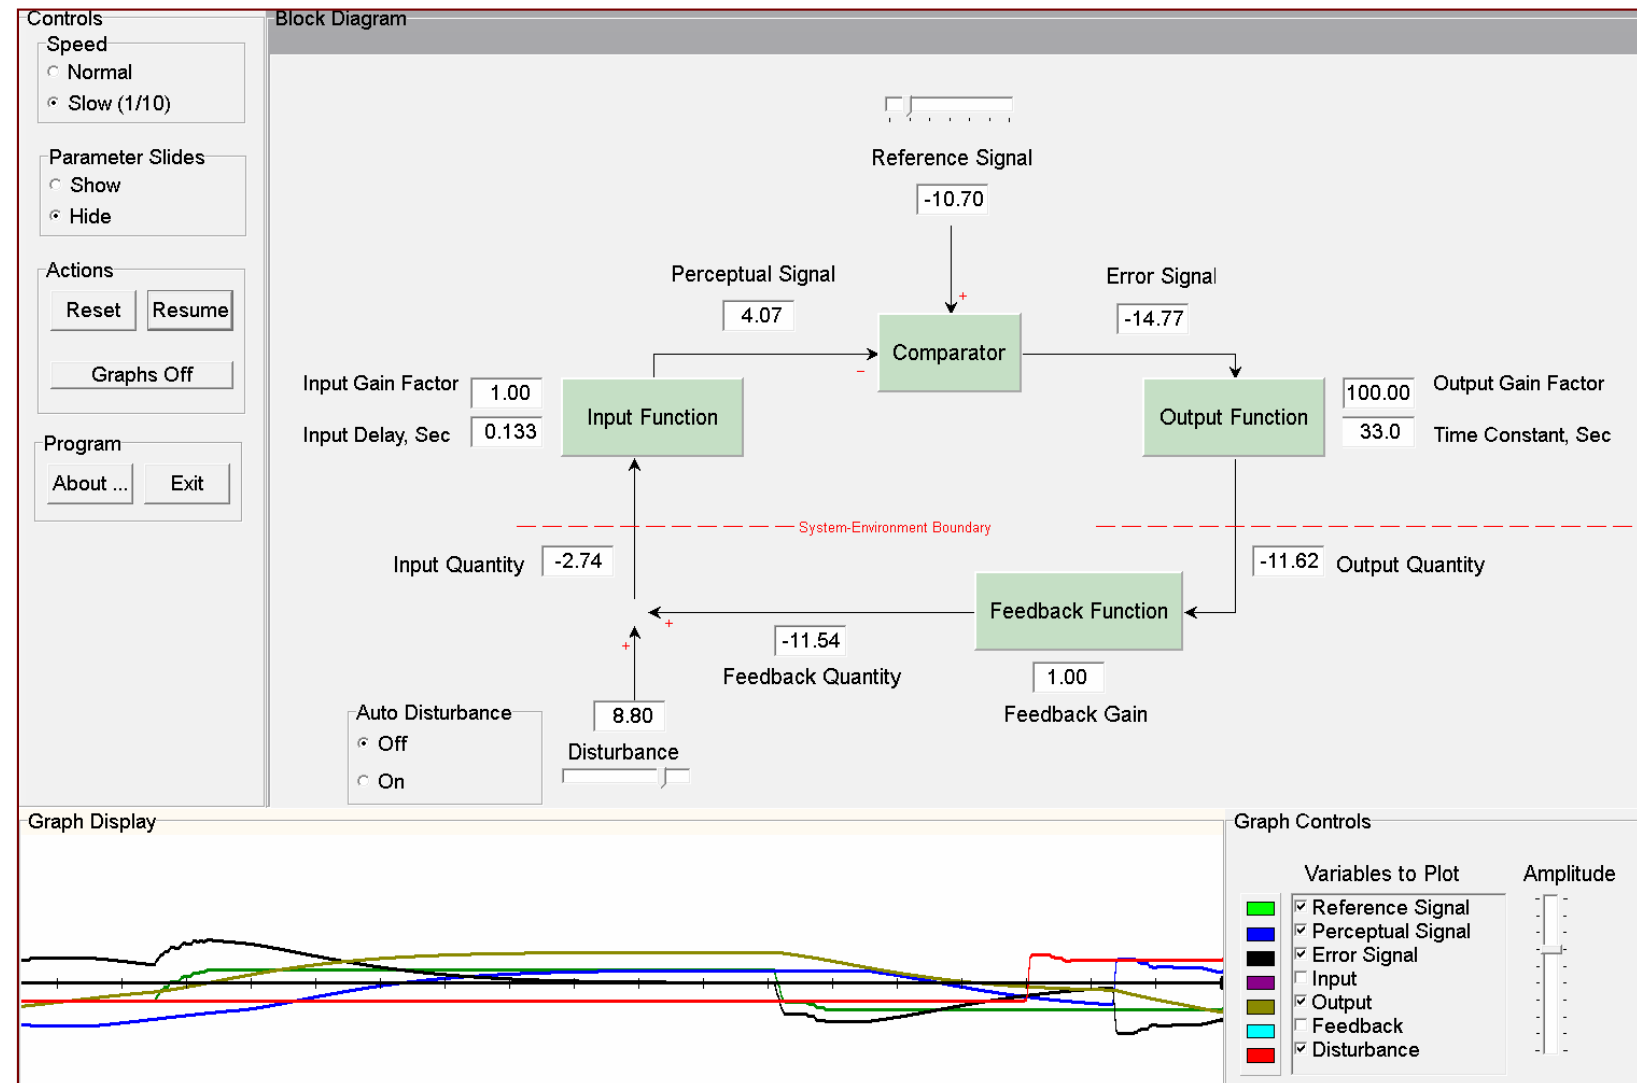 Controls
Speed
Normal
Slow (1/10)
Parameter Slides
Show
Hide
Actions
Reset
Resume
Graphs Off
Program
About ...
Exit
Block Diagram
Reference Signal
-10.70
+
Perceptual Signal
4.07
Error Signal
-14.77
Comparator
-
Input Gain Factor
1.00
Input Delay, Sec
0.133
Input Function
Output Function
100.00
Output Gain Factor
33.0
Time Constant, Sec
System-Environment Boundary
Input Quantity
-2.74
-11.62
Output Quantity
Feedback Function
+
+
-11.54
Feedback Quantity
1.00
Feedback Gain
Auto Disturbance
Off
On
8.80
Disturbance
Graph Display
Graph Controls
Variables to Plot
Amplitude
Reference Signal
Perceptual Signal
Error Signal
Input
Output
Feedback
Disturbance